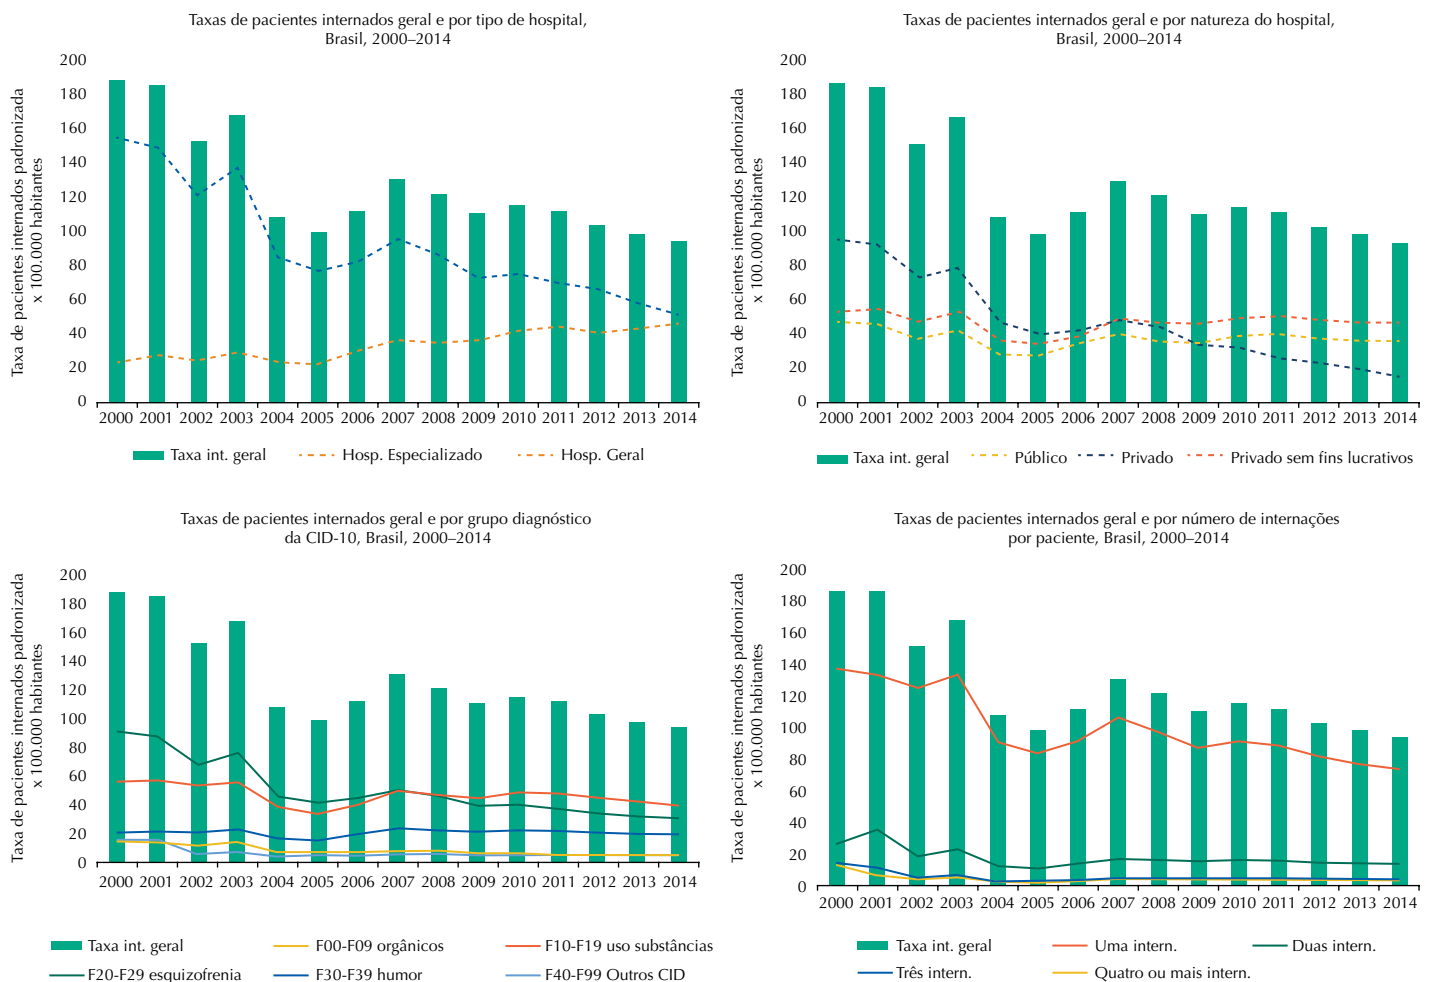 Taxas de pacientes internados geral e por tipo de hospital,
Brasil, 2000–2014
Taxa de pacientes internados padronizada
x 100.000 habitantes
200
180
160
140
120
100
80
60
40
20
0
2000 2001 2002 2003 2004 2005 2006 2007 2008 2009 2010 2011 2012 2013 2014
Taxa int. geral Hosp. Especializado Hosp. Geral
Taxas de pacientes internados geral e por natureza do hospital,
Brasil, 2000–2014
Taxa de pacientes internados padronizada
x 100.000 habitantes
200
180
160
140
120
100
80
60
40
20
0
2000 2001 2002 2003 2004 2005 2006 2007 2008 2009 2010 2011 2012 2013 2014
Taxa int. geral Público Privado Privado sem fins lucrativos
Taxas de pacientes internados geral e por grupo diagnóstico
da CID-10, Brasil, 2000–2014
Taxa de pacientes internados padronizada
x 100.000 habitantes
200
180
160
140
120
100
80
60
40
20
0
2000 2001 2002 2003 2004 2005 2006 2007 2008 2009 2010 2011 2012 2013 2014
Taxa int. geral F00-F09 orgânicos F10-F19 uso substâncias
F20-F29 esquizofrenia F30-F39 humor F40-F99 Outros CID
Taxas de pacientes internados geral e por número de internações
por paciente, Brasil, 2000–2014
Taxa de pacientes internados padronizada
x 100.000 habitantes
200
180
160
140
120
100
80
60
40
20
0
2000 2001 2002 2003 2004 2005 2006 2007 2008 2009 2010 2011 2012 2013 2014
Taxa int. geral Uma intern. Duas intern.
Três intern. Quatro ou mais intern.